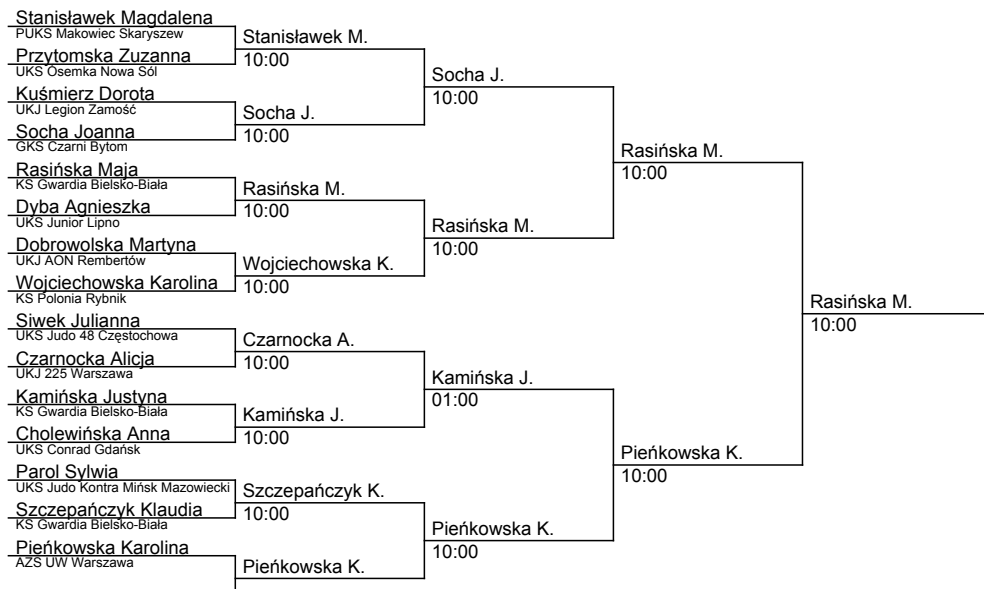 Stanisławek Magdalena
PUKS Makowiec Skaryszew
Przytomska Zuzanna
UKS Ósemka Nowa Sól
Kuśmierz Dorota
UKJ Legion Zamość
Socha Joanna
GKS Czarni Bytom
Rasińska Maja
KS Gwardia Bielsko-Biała
Dyba Agnieszka
UKS Junior Lipno
Dobrowolska Martyna
UKJ AON Rembertów
Wojciechowska Karolina
KS Polonia Rybnik
Siwek Julianna
UKS Judo 48 Częstochowa
Czarnocka Alicja
UKJ 225 Warszawa
Kamińska Justyna
KS Gwardia Bielsko-Biała
Cholewińska Anna
UKS Conrad Gdańsk
Parol Sylwia
UKS Judo Kontra Mińsk Mazowiecki
Szczepańczyk Klaudia
KS Gwardia Bielsko-Biała
Pieńkowska Karolina
AZS UW Warszawa
Stanisławek M.
10:00
Socha J.
10:00
Rasińska M.
10:00
Wojciechowska K.
10:00
Czarnocka A.
10:00
Kamińska J.
10:00
Szczepańczyk K.
10:00
Pieńkowska K.
Socha J.
10:00
Rasińska M.
10:00
Kamińska J.
01:00
Pieńkowska K.
10:00
Rasińska M.
10:00
Pieńkowska K.
10:00
Rasińska M.
10:00